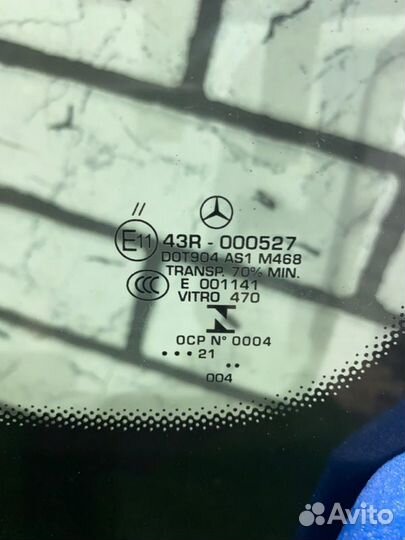 //
E11 43R - 000527
DOT904 AS1 M468
TRANSP. 70% MIN.
CCC E 001141
VITRO 470
N
OCP N° 0004
••• 21
••
004
Avito